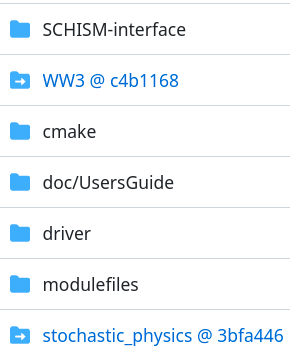 SCHISM-interface
WW3 @ c4b1168
cmake
doc/UsersGuide
driver
modulefiles
stochastic_physics @ 3bfa446